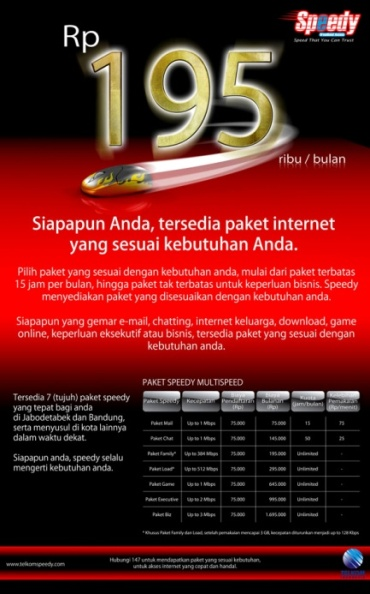 Speedy
Speed That You Can Trust
Rp
195
ribu / bulan
Siapapun Anda, tersedia paket internet
yang sesuai kebutuhan Anda.
Pilih paket yang sesuai dengan kebutuhan anda, mulai dari paket terbatas
15 jam per bulan, hingga paket tak terbatas untuk keperluan bisnis. Speedy
menyediakan paket yang disesuaikan dengan kebutuhan anda.
Siapapun yang gemar e-mail, chatting, internet keluarga, download, game
online, keperluan eksekutif atau bisnis, tersedia paket yang sesuai dengan
kebutuhan anda.
Tersedia 7 (tujuh) paket speedy
yang tepat bagi anda
di Jabodetabek dan Bandung,
serta menyusul di kota lainnya
dalam waktu dekat.
Siapapun anda, speedy selalu
mengerti kebutuhan anda.
PAKET SPEEDY MULTISPEED
Paket Speedy Kecepatan Pendaftaran (Rp) Bulanan (Rp) (jam/bulan) Pemakaian (Rp/menit)
Paket Mail Up to 1 Mbps 75.000 75.000 15 75
Paket Chat Up to 1 Mbps 75.000 145.000 50 25
Paket Family* Up to 384 Mbps 75.000 195.000 Unlimited -
Paket Load* Up to 512 Mbps 75.000 295.000 Unlimited -
Paket Game Up to 1 Mbps 75.000 645.000 Unlimited -
Paket Executive Up to 2 Mbps 75.000 995.000 Unlimited -
Paket Biz Up to 3 Mbps 75.000 1.695.000 Unlimited -
* Khusus Paket Family dan Load, setelah pemakaian mencapai 3 GB, kecepatan diturunkan menjadi up to 128 Kbps
www.telkomspeedy.com
Hubungi 147 untuk mendapatkan paket yang sesuai kebutuhan,
untuk akses internet yang cepat dan handal.